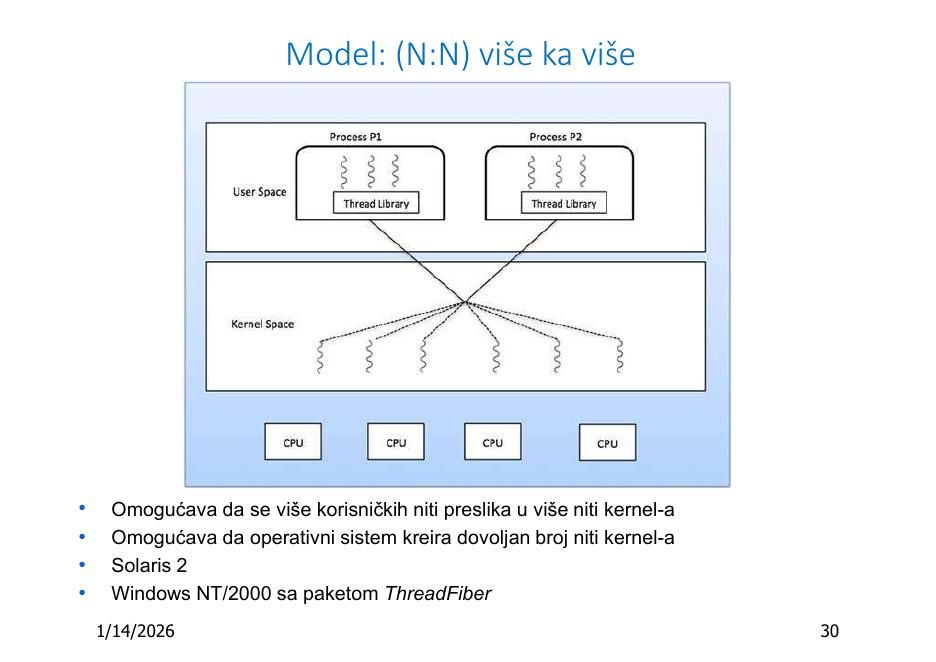 Model: (N:N) više ka više
Process P1
Process P2
User Space
Thread Library
Thread Library
Kernel Space
CPU
CPU
CPU
CPU
• Omogućava da se više korisničkih niti preslika u više niti kernel-a
• Omogućava da operativni sistem kreira dovoljan broj niti kernel-a
• Solaris 2
• Windows NT/2000 sa paketom ThreadFiber
1/14/2026
30